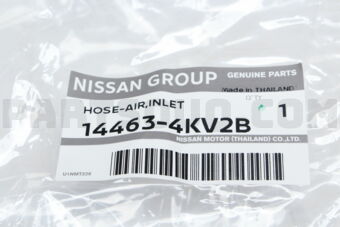 NISSAN GROUP
GENUINE PARTS
Made in THAILAND
HOSE-AIR,INLET
Q'TY
1
14463-4KV2B
NISSAN MOTOR (THAILAND) CO.,LTD.